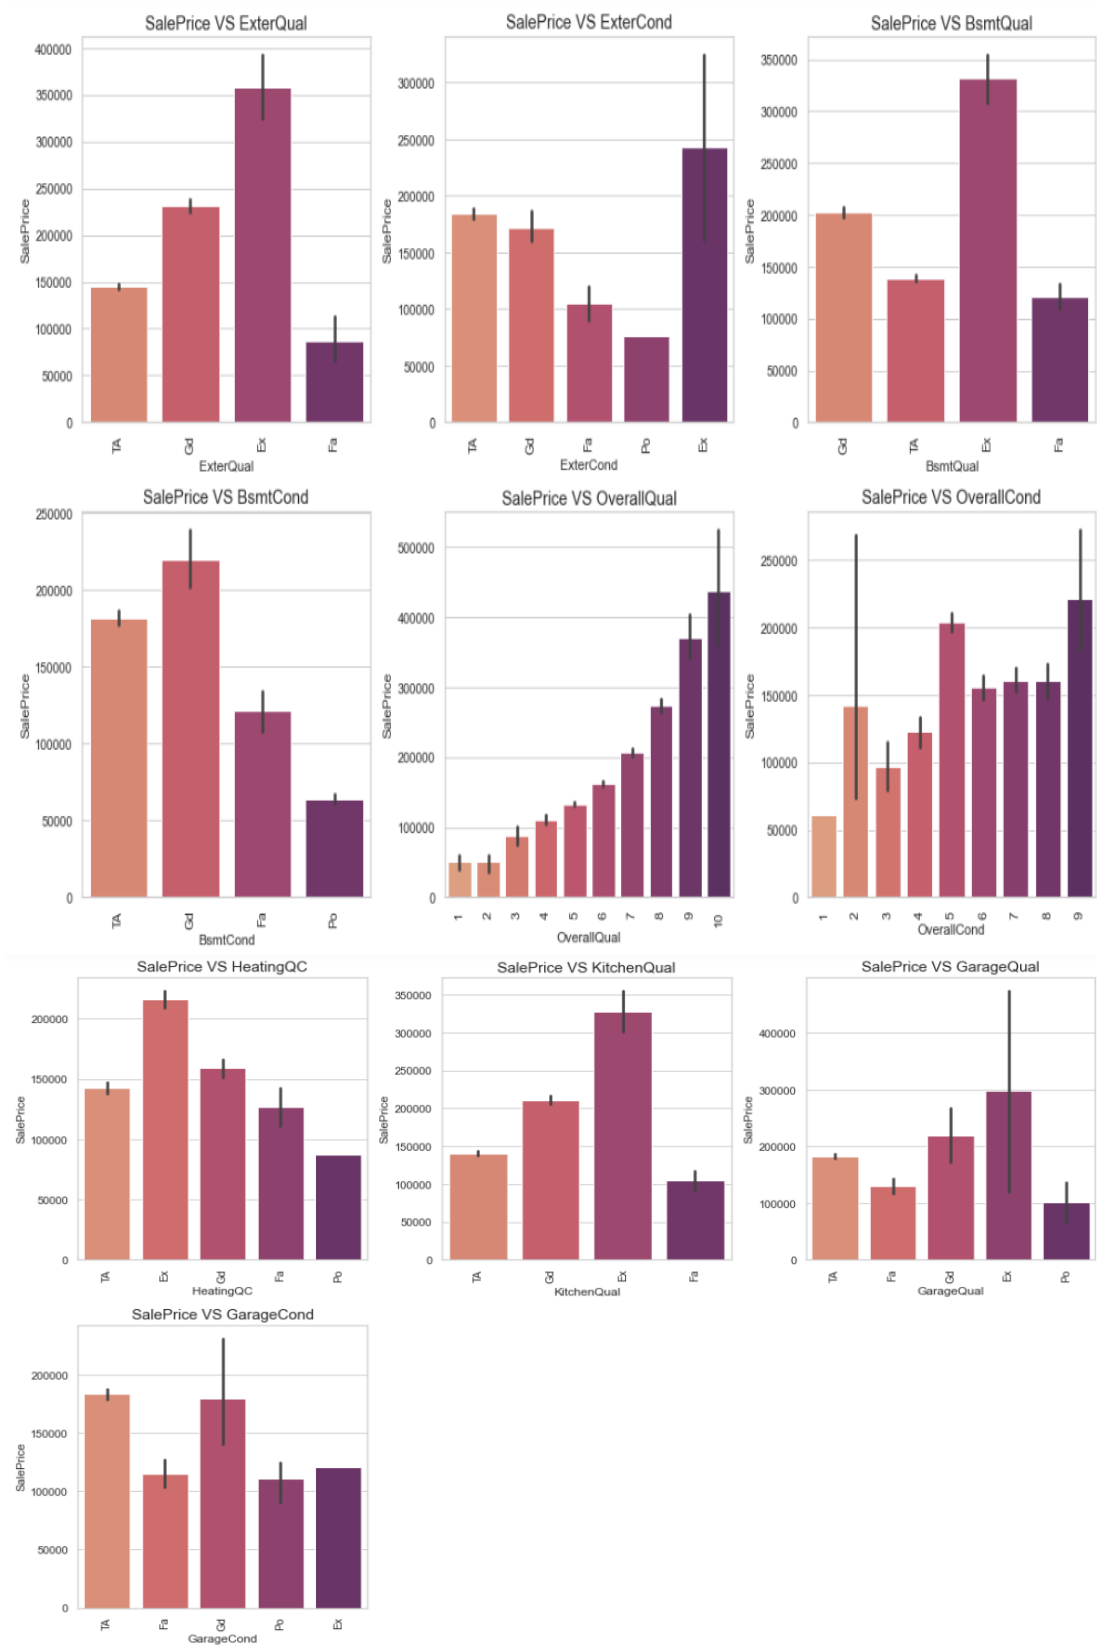 SalePrice VS ExterQual
400000
350000
300000
250000
200000
150000
100000
50000
0
SalePrice
TA Gd Ex Fa
ExterQual
SalePrice VS ExterCond
300000
250000
200000
150000
100000
50000
0
SalePrice
TA Gd Fa Po Ex
ExterCond
SalePrice VS BsmtQual
350000
300000
250000
200000
150000
100000
50000
0
SalePrice
Gd TA Ex Fa
BsmtQual
SalePrice VS BsmtCond
250000
200000
150000
100000
50000
0
SalePrice
TA Gd Fa Po
BsmtCond
SalePrice VS OverallQual
500000
400000
300000
200000
100000
0
SalePrice
1 2 3 4 5 6 7 8 9 10
OverallQual
SalePrice VS OverallCond
250000
200000
150000
100000
50000
0
SalePrice
1 2 3 4 5 6 7 8 9
OverallCond
SalePrice VS HeatingQC
200000
150000
100000
50000
0
SalePrice
TA Ex Gd Fa Po
HeatingQC
SalePrice VS KitchenQual
350000
300000
250000
200000
150000
100000
50000
0
SalePrice
TA Gd Ex Fa
KitchenQual
SalePrice VS GarageQual
400000
300000
200000
100000
0
SalePrice
TA Fa Gd Ex Po
GarageQual
SalePrice VS GarageCond
200000
150000
100000
50000
0
SalePrice
TA Fa Gd Po Ex
GarageCond